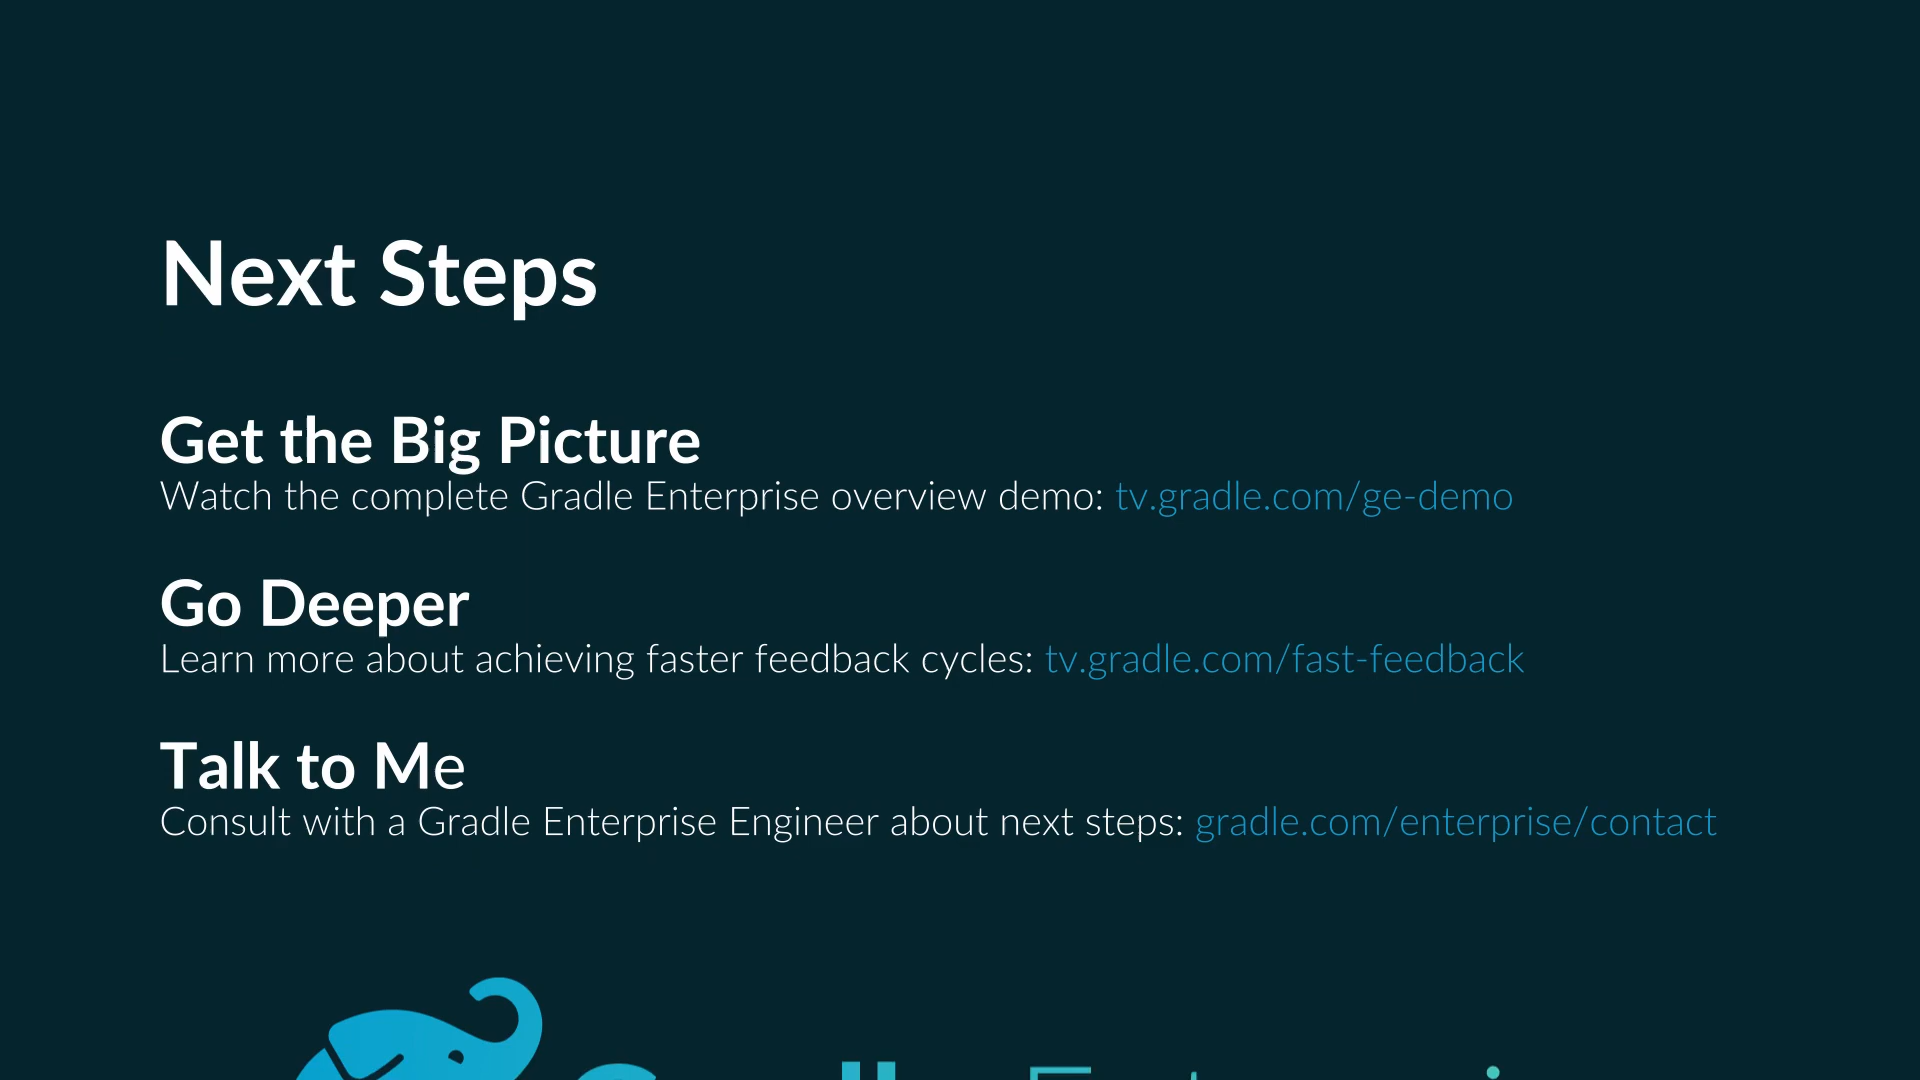 Next Steps
Get the Big Picture
Watch the complete Gradle Enterprise overview demo: tv.gradle.com/ge-demo
Go Deeper
Learn more about achieving faster feedback cycles: tv.gradle.com/fast-feedback
Talk to Me
Consult with a Gradle Enterprise Engineer about next steps: gradle.com/enterprise/contact